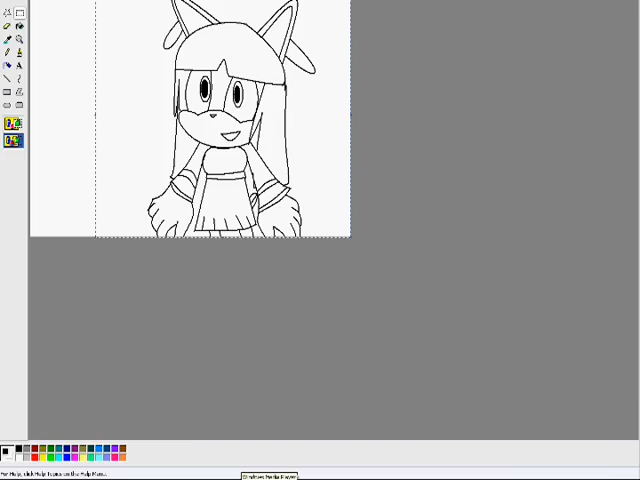 For Help, click Help Topics on the Help Menu.
Windows Media Player